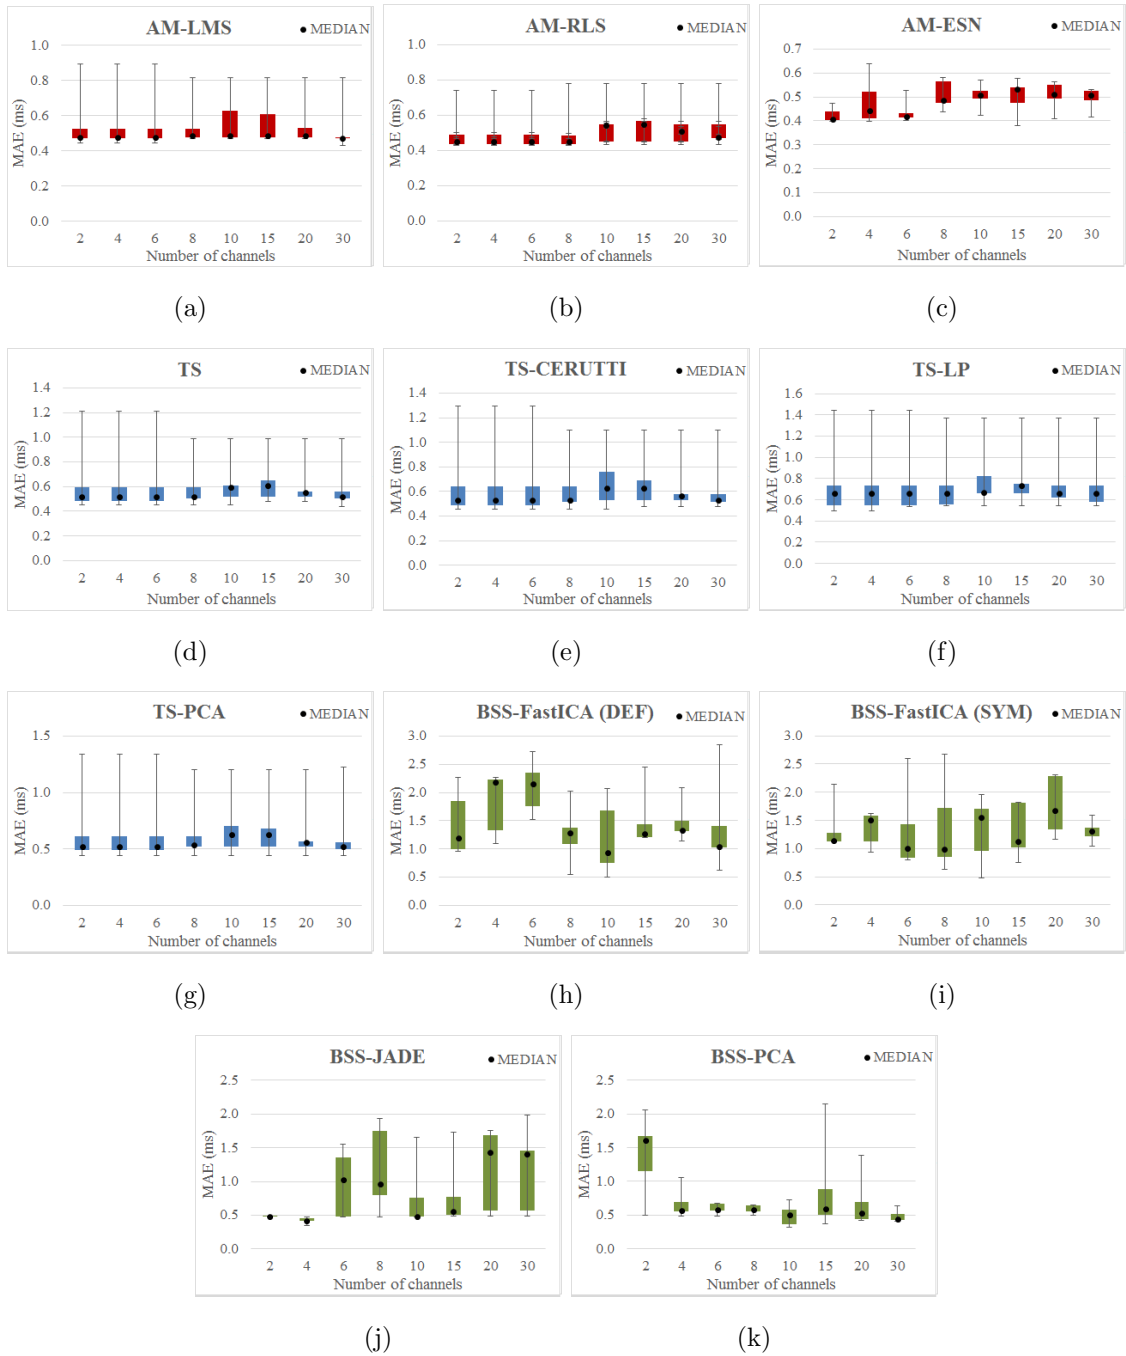 AM-LMS
MEDIAN
MAE (ms)
1.0
0.8
0.6
0.4
0.2
0.0
2 4 6 8 10 15 20 30
Number of channels
(a)
AM-RLS
MEDIAN
MAE (ms)
1.0
0.8
0.6
0.4
0.2
0.0
2 4 6 8 10 15 20 30
Number of channels
(b)
AM-ESN
MEDIAN
MAE (ms)
0.7
0.6
0.5
0.4
0.3
0.2
0.1
0.0
2 4 6 8 10 15 20 30
Number of channels
(c)
TS
MEDIAN
MAE (ms)
1.4
1.2
1.0
0.8
0.6
0.4
0.2
0.0
2 4 6 8 10 15 20 30
Number of channels
(d)
TS-CERUTTI
MEDIAN
MAE (ms)
1.4
1.2
1.0
0.8
0.6
0.4
0.2
0.0
2 4 6 8 10 15 20 30
Number of channels
(e)
TS-LP
MEDIAN
MAE (ms)
1.6
1.4
1.2
1.0
0.8
0.6
0.4
0.2
0.0
2 4 6 8 10 15 20 30
Number of channels
(f)
TS-PCA
MEDIAN
MAE (ms)
1.5
1.0
0.5
0.0
2 4 6 8 10 15 20 30
Number of channels
(g)
BSS-FastICA (DEF)
MEDIAN
MAE (ms)
3.0
2.5
2.0
1.5
1.0
0.5
0.0
2 4 6 8 10 15 20 30
Number of channels
(h)
BSS-FastICA (SYM)
MEDIAN
MAE (ms)
3.0
2.5
2.0
1.5
1.0
0.5
0.0
2 4 6 8 10 15 20 30
Number of channels
(i)
BSS-JADE
MEDIAN
MAE (ms)
2.5
2.0
1.5
1.0
0.5
0.0
2 4 6 8 10 15 20 30
Number of channels
(j)
BSS-PCA
MEDIAN
MAE (ms)
2.5
2.0
1.5
1.0
0.5
0.0
2 4 6 8 10 15 20 30
Number of channels
(k)